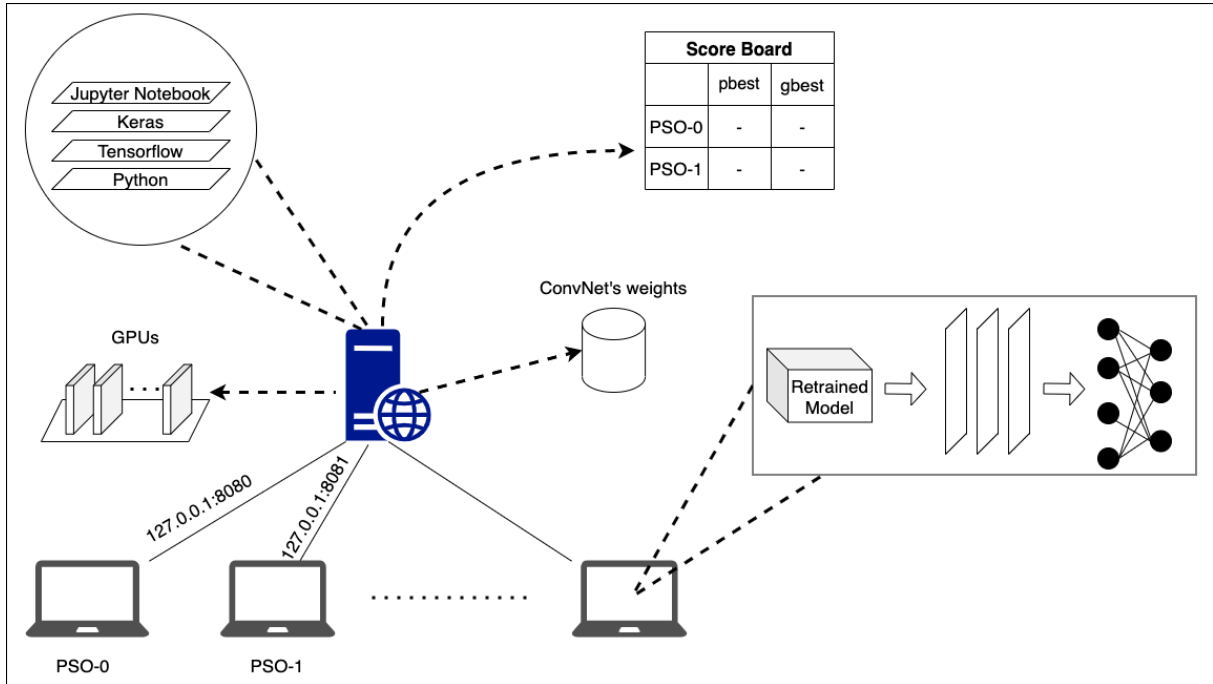 Jupyter Notebook
Keras
Tensorflow
Python
Score Board
pbest gbest
PSO-0 - -
PSO-1 - -
ConvNet's weights
GPUs
Retrained
Model
127.0.0.1:8080
127.0.0.1:8081
PSO-0
PSO-1